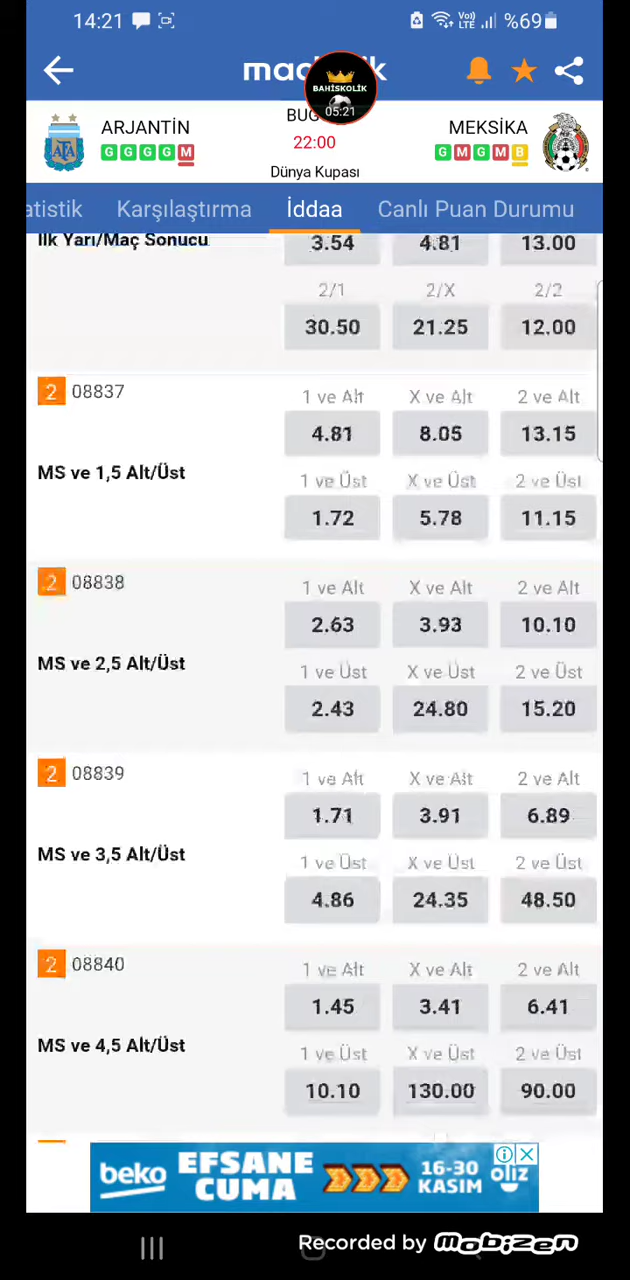 14:21 VoJ) LTE %69
mac ik
BAHİSKOLİK
05:21
ARJANTİN
G G G G M
22:00
Dünya Kupası
MEKSİKA
G M G M B
atistik Karşılaştırma İddaa Canlı Puan Durumu
İlk Yarı/Maç Sonucu 3.54 4.81 13.00
2/1 2/X 2/2
30.50 21.25 12.00
2 08837 1 ve Alt X ve Alt 2 ve Alt
4.81 8.05 13.15
MS ve 1,5 Alt/Üst 1 ve Üst X ve Üst 2 ve Üst
1.72 5.78 11.15
2 08838 1 ve Alt X ve Alt 2 ve Alt
2.63 3.93 10.10
MS ve 2,5 Alt/Üst 1 ve Üst X ve Üst 2 ve Üst
2.43 24.80 15.20
2 08839 1 ve Alt X ve Alt 2 ve Alt
1.71 3.91 6.89
MS ve 3,5 Alt/Üst 1 ve Üst X ve Üst 2 ve Üst
4.86 24.35 48.50
2 08840 1 ve Alt X ve Alt 2 ve Alt
1.45 3.41 6.41
MS ve 4,5 Alt/Üst 1 ve Üst X ve Üst 2 ve Üst
10.10 130.00 90.00
beko EFSANE CUMA 16-30 KASIM
Recorded by Mobizen